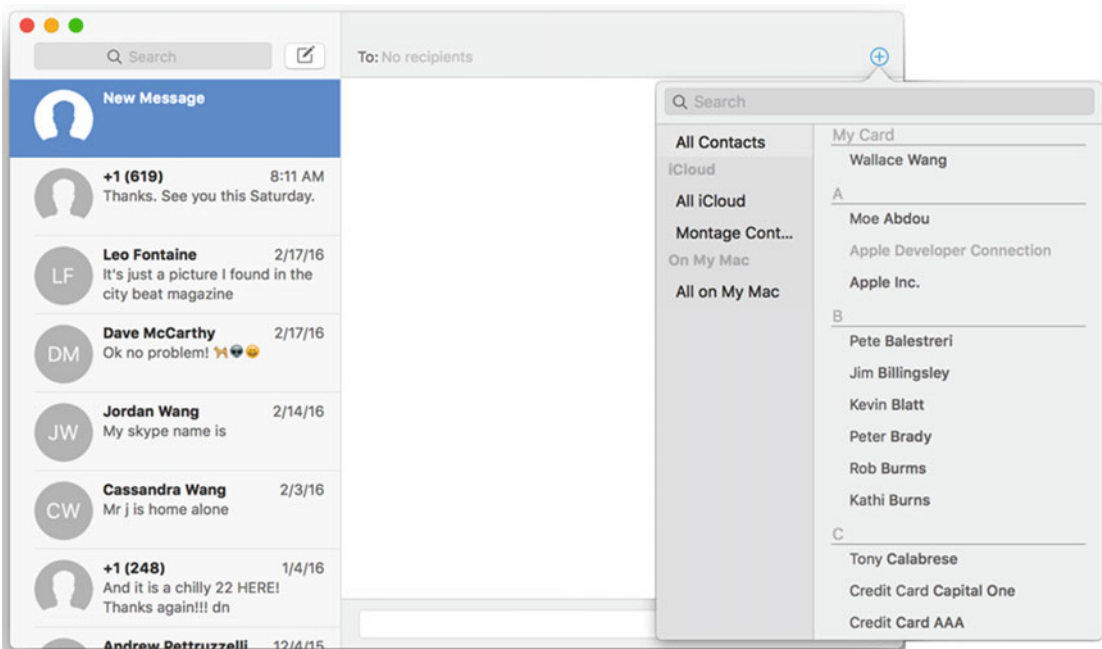 Search
To: No recipients
New Message
+1 (619) 8:11 AM
Thanks. See you this Saturday.
LF
Leo Fontaine 2/17/16
It's just a picture I found in the
city beat magazine
DM
Dave McCarthy 2/17/16
Ok no problem! 🐕👽😄
JW
Jordan Wang 2/14/16
My skype name is
CW
Cassandra Wang 2/3/16
Mr j is home alone
+1 (248) 1/4/16
And it is a chilly 22 HERE!
Thanks again!!! dn
Andrew Pettruzzelli 12/4/15
Search
All Contacts
iCloud
All iCloud
Montage Cont...
On My Mac
All on My Mac
My Card
Wallace Wang
A
Moe Abdou
Apple Developer Connection
Apple Inc.
B
Pete Balestreri
Jim Billingsley
Kevin Blatt
Peter Brady
Rob Burms
Kathi Burns
C
Tony Calabrese
Credit Card Capital One
Credit Card AAA